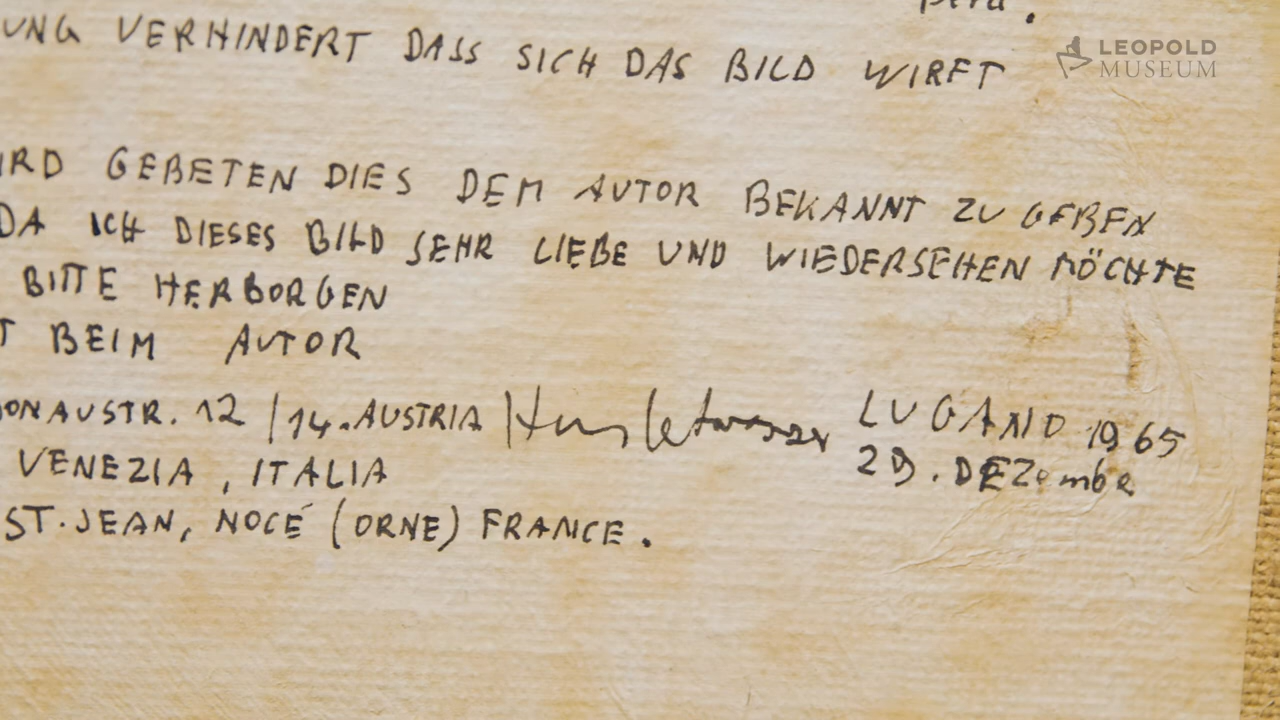 LEOPOLD
MUSEUM
UNG VERHINDERT DASS SICH DAS BILD WIRFT
IRD GEBETEN DIES DEM AUTOR BEKANNT ZU GEBEN
DA ICH DIESES BILD SEHR LIEBE UND WIEDERSEHEN MÖCHTE
BITTE HERBORGEN
T BEIM AUTOR
ONAUSTR. 12 / 14. AUSTRIA Hundertwasser LUGANO 1965
VENEZIA, ITALIA 29. DEZember
ST. JEAN, NOCÉ (ORNE) FRANCE.